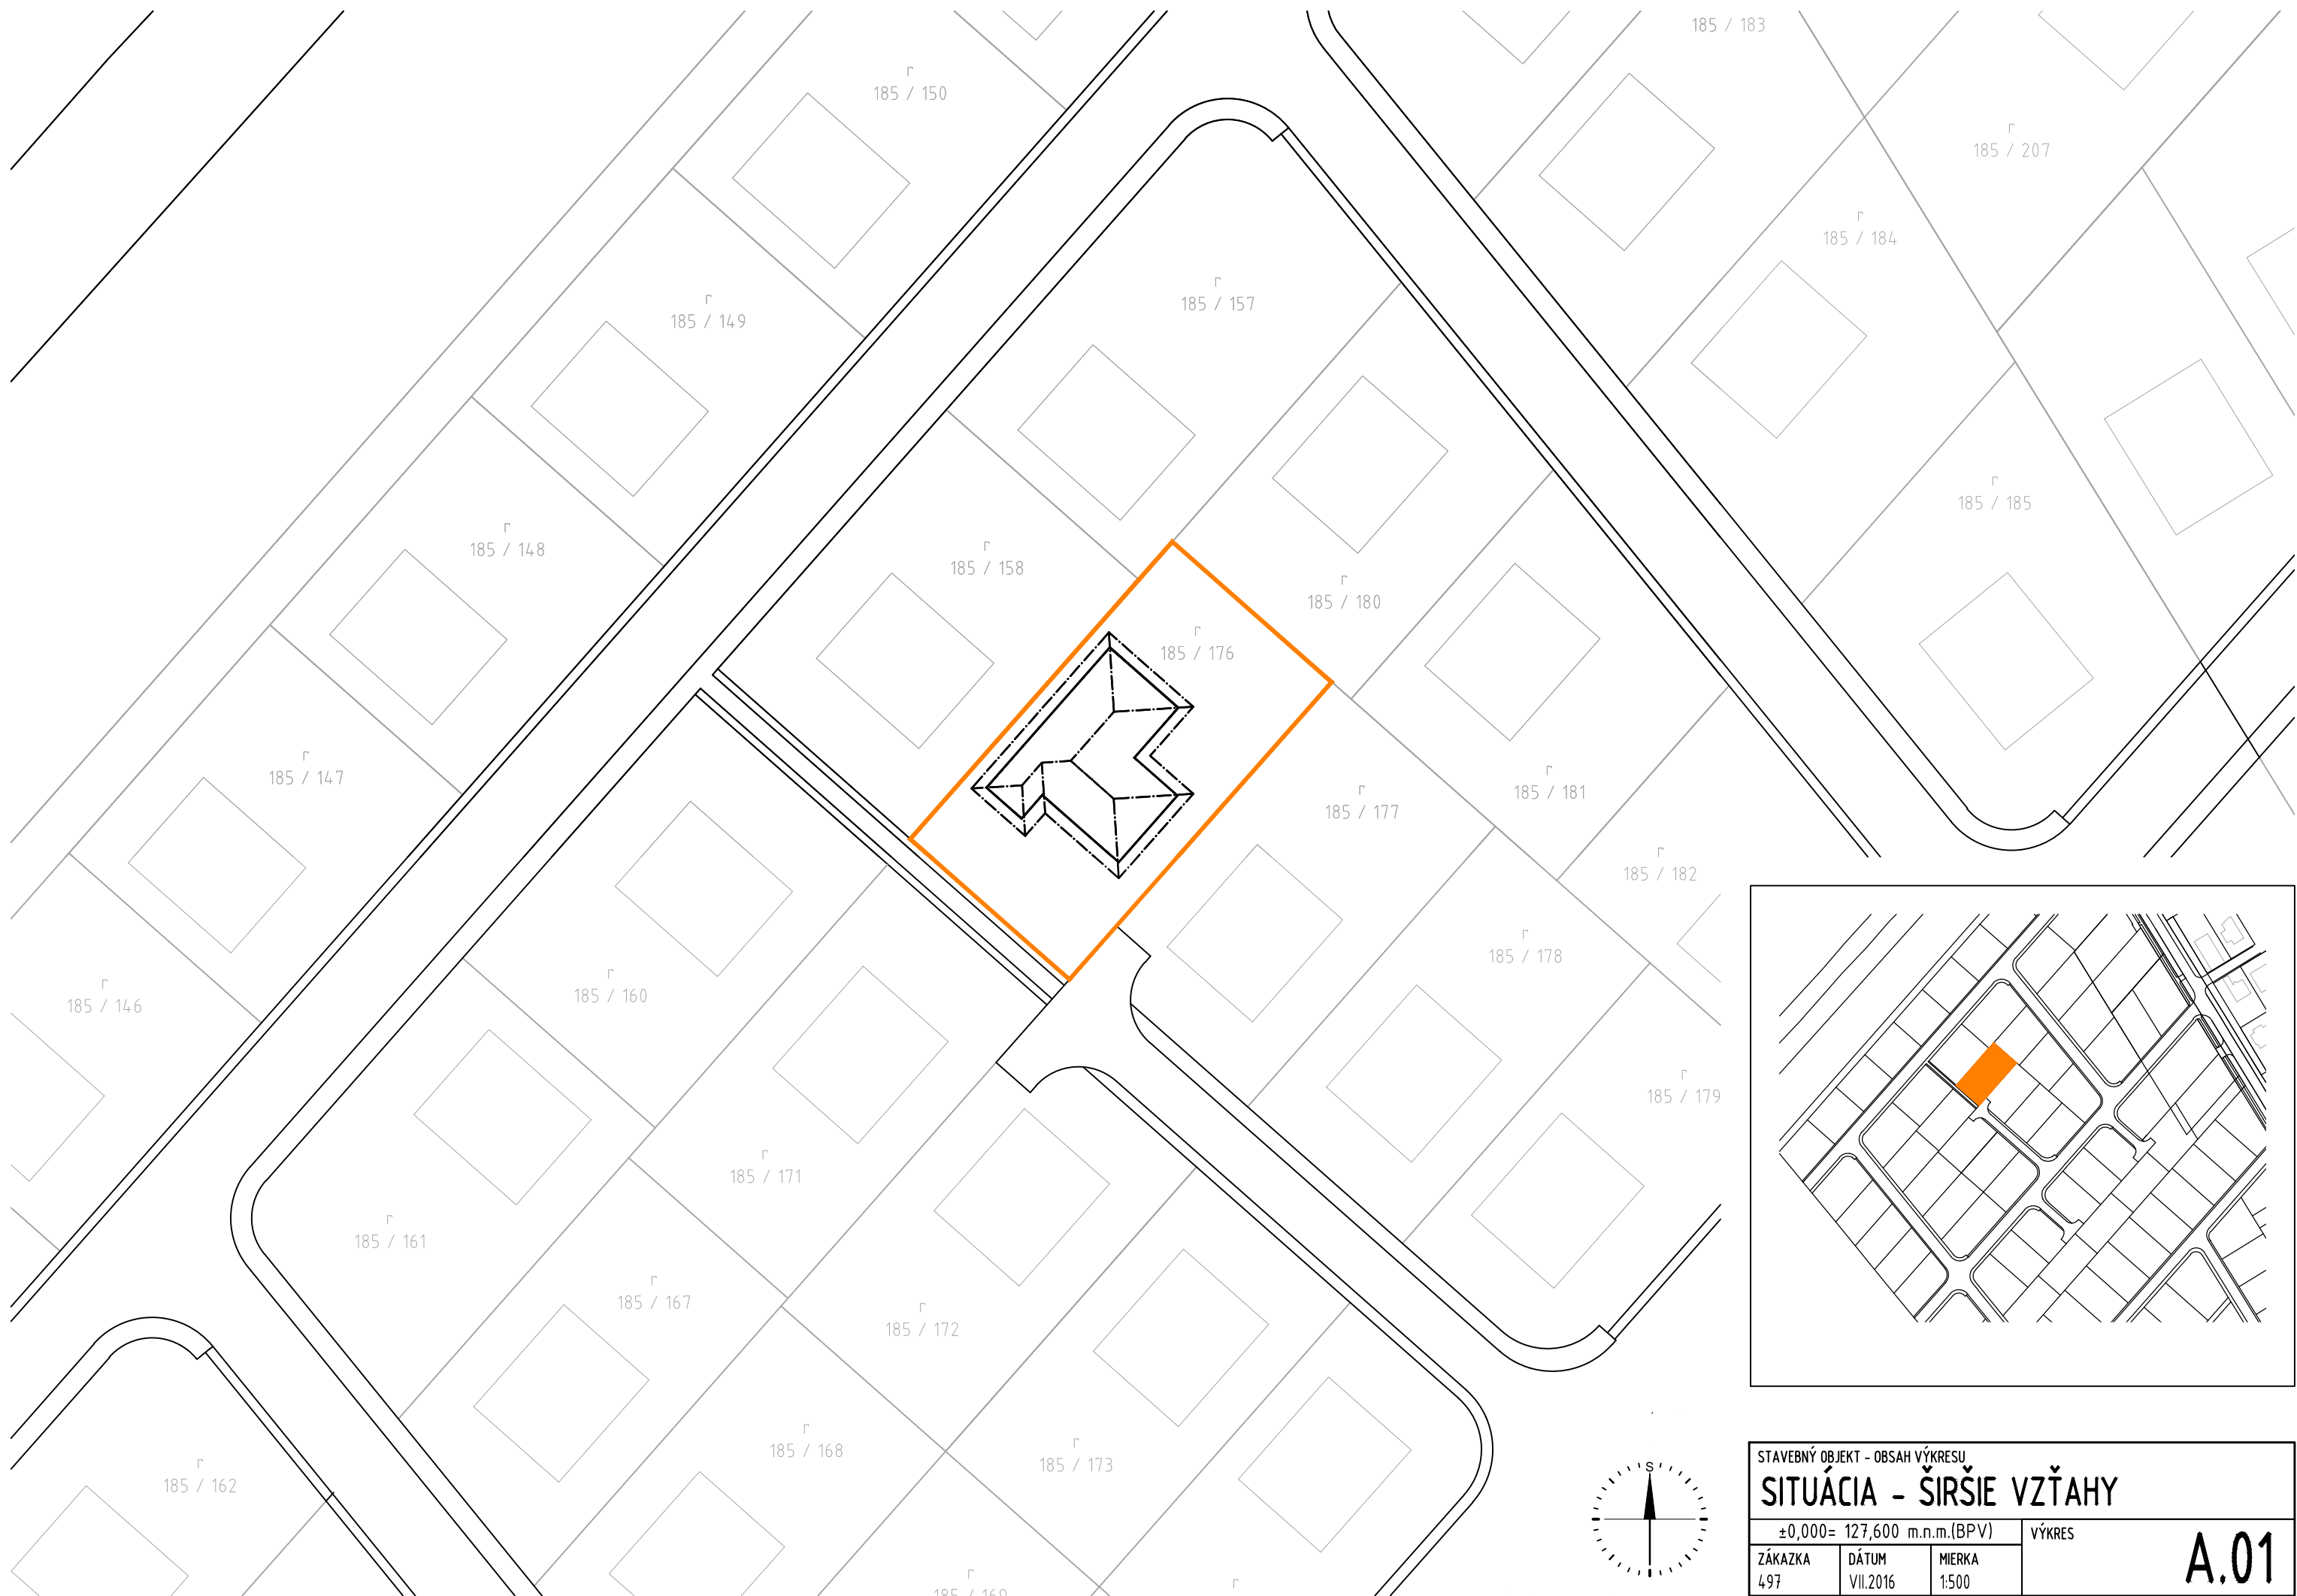 185 / 183
Γ
185 / 150
Γ
185 / 207
Γ
185 / 184
Γ
185 / 157
Γ
185 / 149
Γ
185 / 185
Γ
185 / 148
Γ
185 / 158
Γ
185 / 180
Γ
185 / 176
Γ
185 / 147
Γ
185 / 181
Γ
185 / 177
Γ
185 / 182
Γ
185 / 178
Γ
185 / 160
Γ
185 / 146
Γ
185 / 179
Γ
185 / 171
Γ
185 / 161
Γ
185 / 167
Γ
185 / 172
Γ
185 / 168
Γ
185 / 173
Γ
185 / 162
Γ
185 / 169
Γ
S
STAVEBNÝ OBJEKT - OBSAH VÝKRESU
SITUÁCIA - ŠIRŠIE VZŤAHY
±0,000= 127,600 m.n.m.(BPV)
VÝKRES
A.01
ZÁKAZKA
497
DÁTUM
VII.2016
MIERKA
1:500